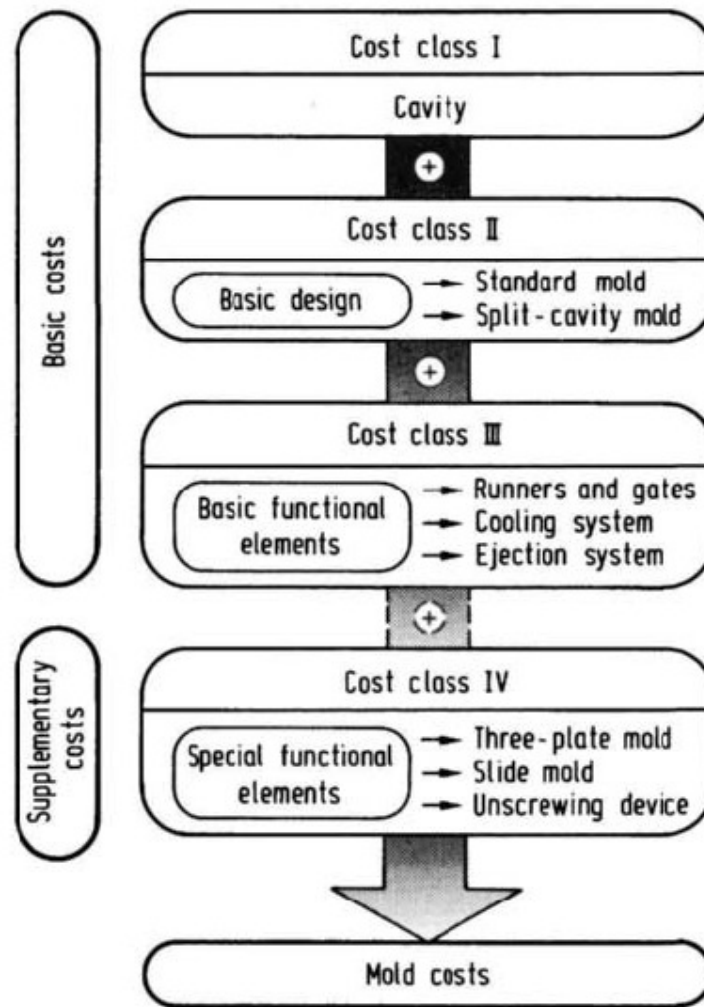 Basic costs
Cost class I
Cavity
+
Cost class II
Basic design
→ Standard mold
→ Split-cavity mold
+
Cost class III
Basic functional
elements
→ Runners and gates
→ Cooling system
→ Ejection system
+
Supplementary
costs
Cost class IV
Special functional
elements
→ Three-plate mold
→ Slide mold
→ Unscrewing device
Mold costs